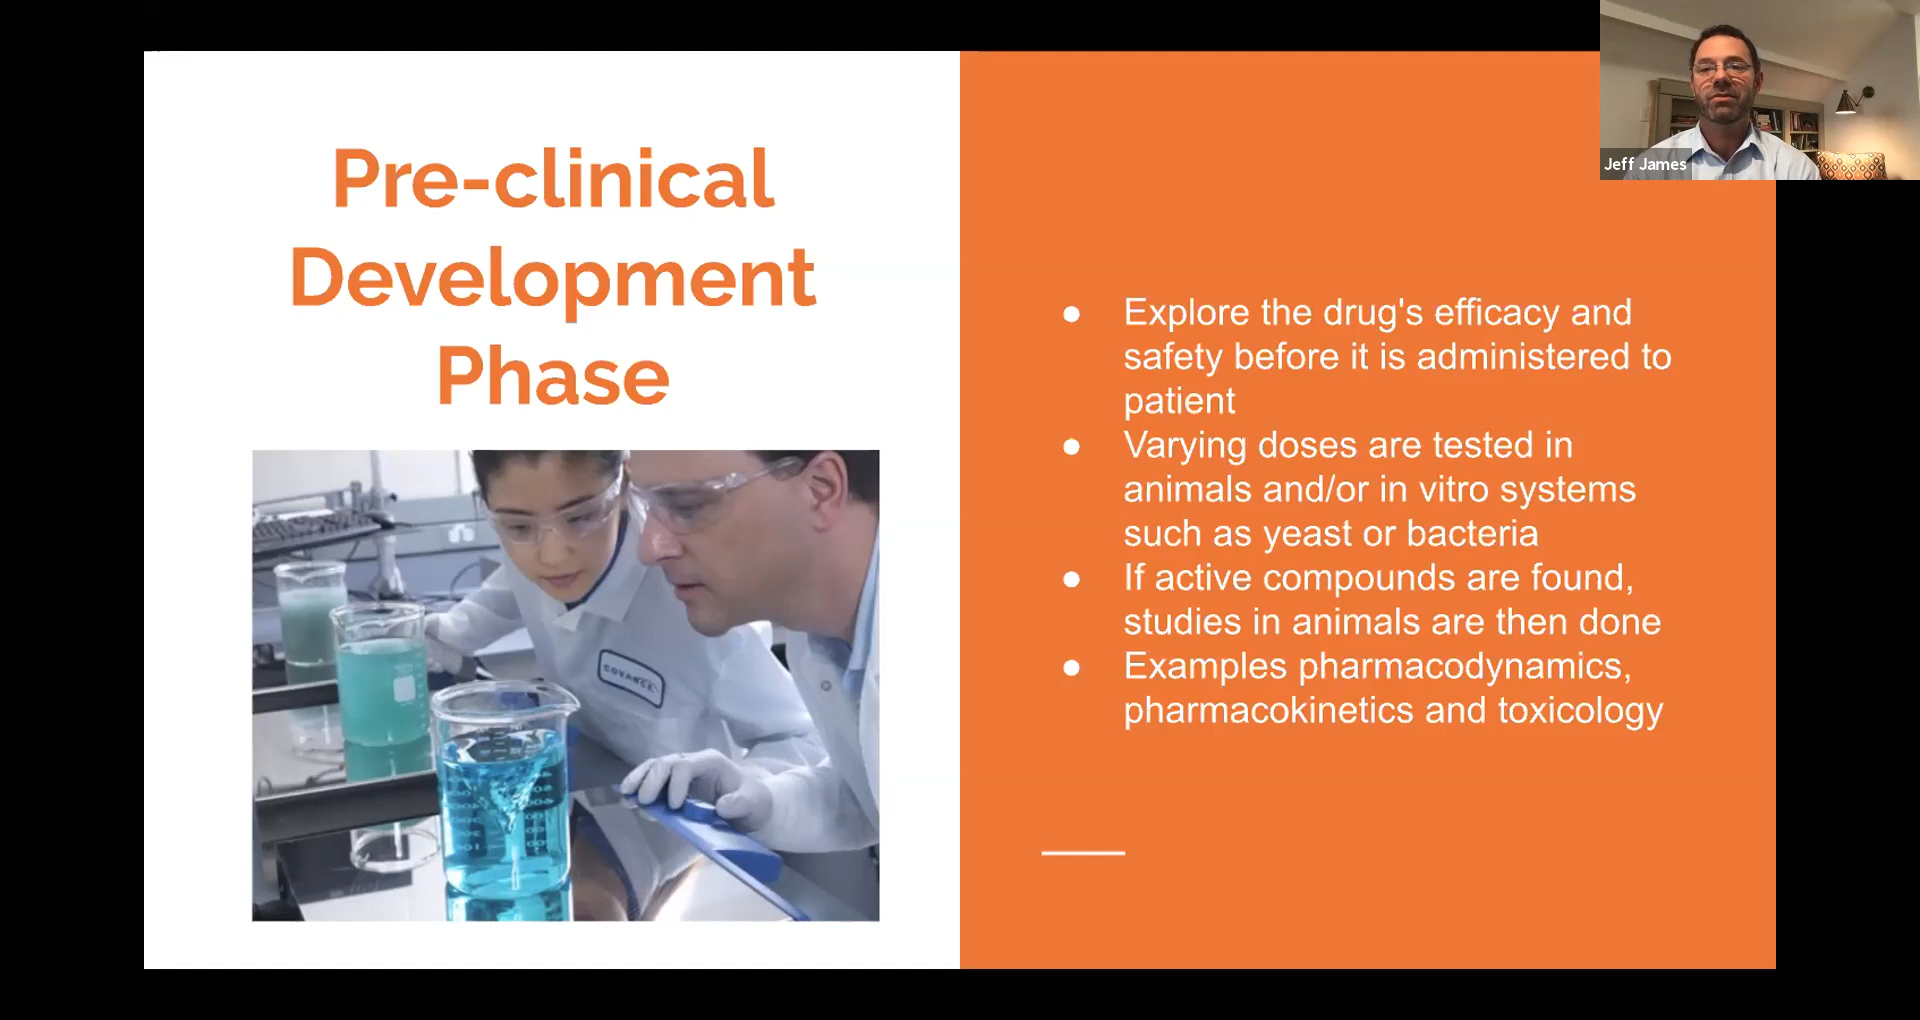 Pre-clinical
Development
Phase
COVANCE
● Explore the drug's efficacy and
safety before it is administered to
patient
● Varying doses are tested in
animals and/or in vitro systems
such as yeast or bacteria
● If active compounds are found,
studies in animals are then done
● Examples pharmacodynamics,
pharmacokinetics and toxicology
Jeff James